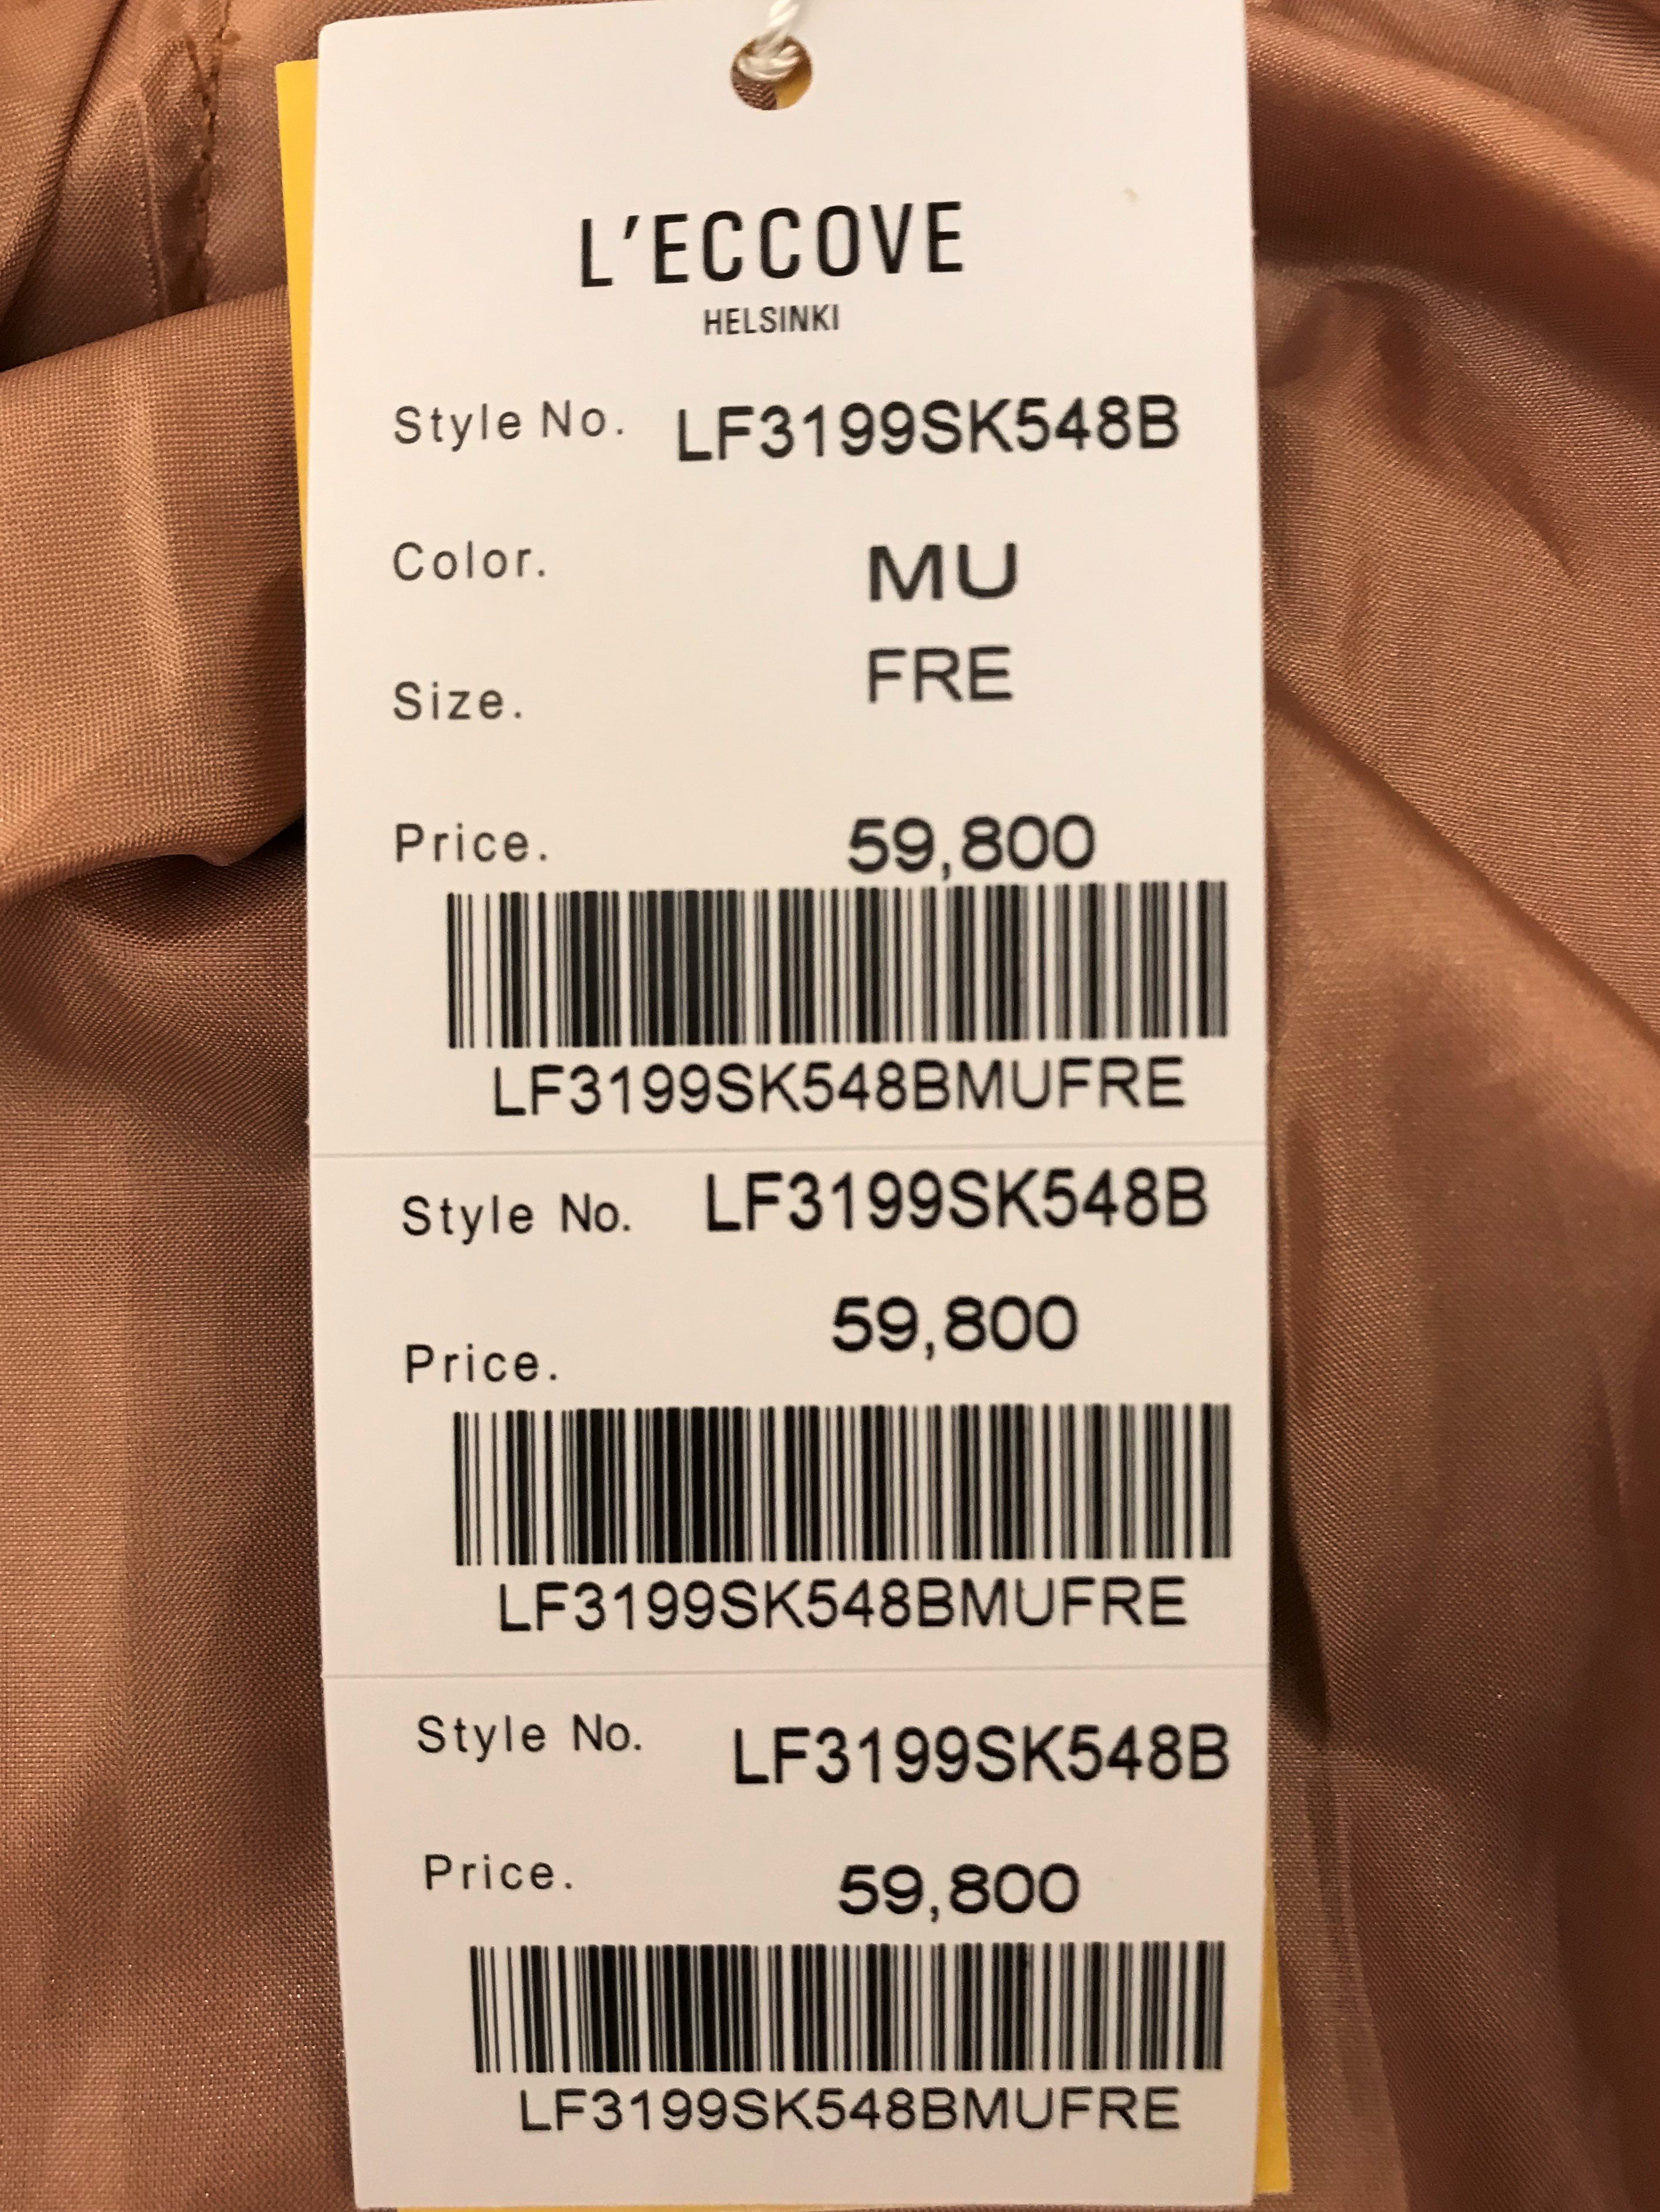 L'ECCOVE
HELSINKI
Style No. LF3199SK548B
Color. MU
Size. FRE
Price. 59,800
LF3199SK548BMUFRE
Style No. LF3199SK548B
Price. 59,800
LF3199SK548BMUFRE
Style No. LF3199SK548B
Price. 59,800
LF3199SK548BMUFRE